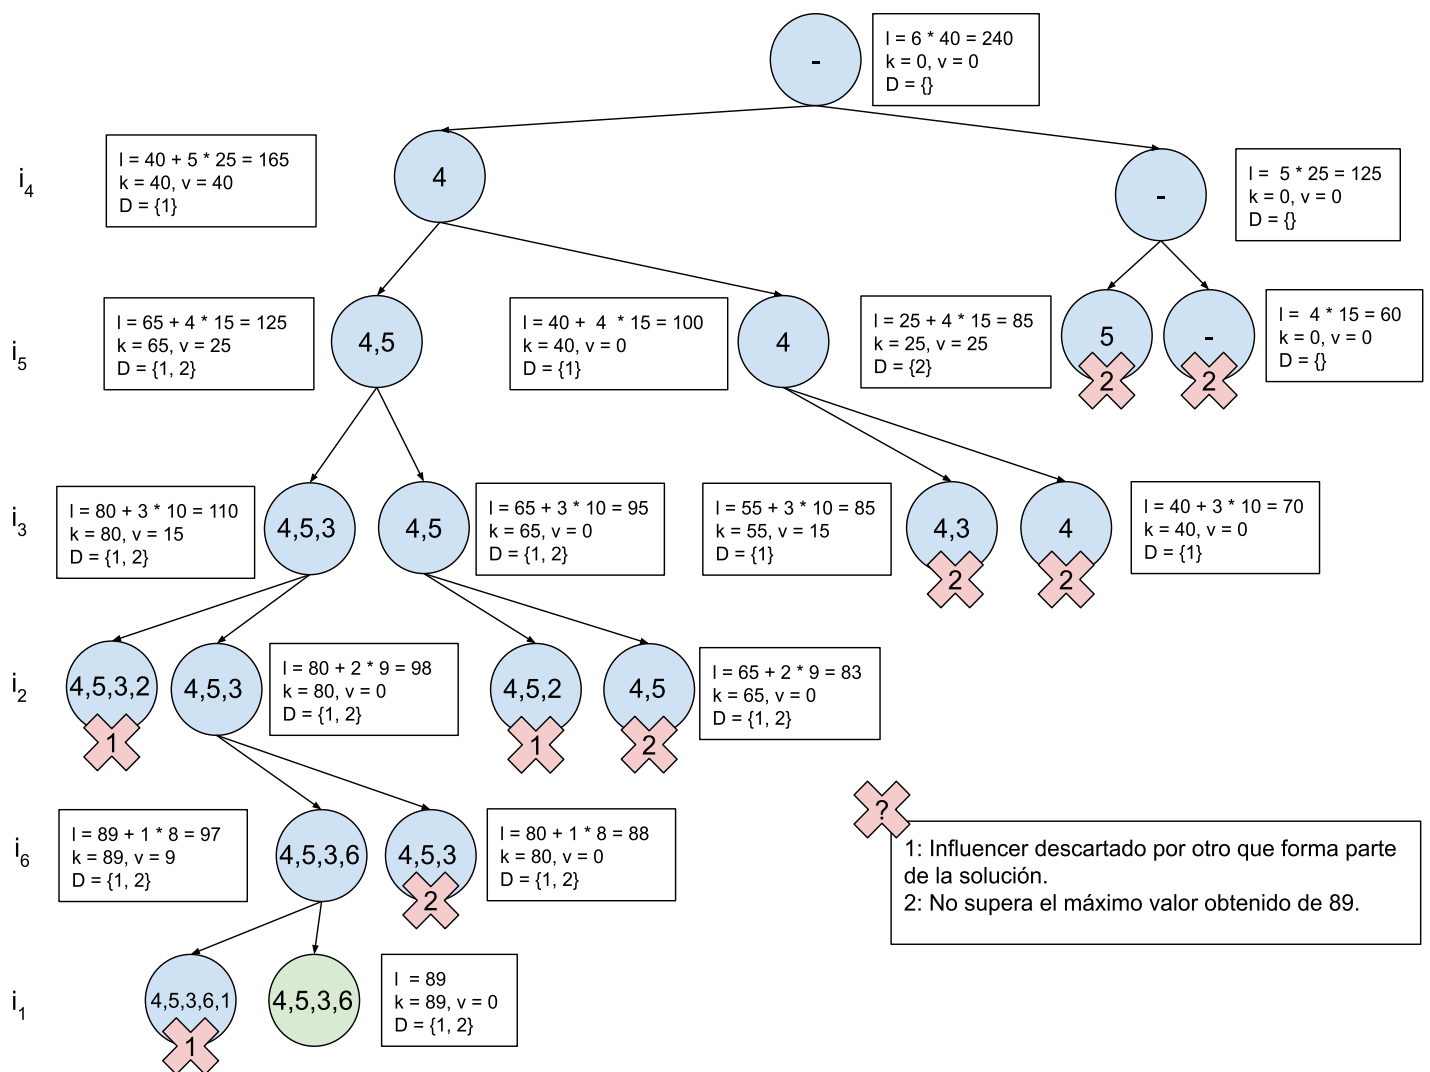 -
l = 6 * 40 = 240
k = 0, v = 0
D = {}
i4
l = 40 + 5 * 25 = 165
k = 40, v = 40
D = {1}
4
-
l =  5 * 25 = 125
k = 0, v = 0
D = {}
i5
l = 65 + 4 * 15 = 125
k = 65, v = 25
D = {1, 2}
4,5
l = 40 +  4  * 15 = 100
k = 40, v = 0
D = {1}
4
l = 25 + 4 * 15 = 85
k = 25, v = 25
D = {2}
5
2
-
2
l =  4 * 15 = 60
k = 0, v = 0
D = {}
i3
l = 80 + 3 * 10 = 110
k = 80, v = 15
D = {1, 2}
4,5,3
4,5
l = 65 + 3 * 10 = 95
k = 65, v = 0
D = {1, 2}
l = 55 + 3 * 10 = 85
k = 55, v = 15
D = {1}
4,3
2
4
2
l = 40 + 3 * 10 = 70
k = 40, v = 0
D = {1}
i2
4,5,3,2
1
4,5,3
l = 80 + 2 * 9 = 98
k = 80, v = 0
D = {1, 2}
4,5,2
1
4,5
2
l = 65 + 2 * 9 = 83
k = 65, v = 0
D = {1, 2}
i6
l = 89 + 1 * 8 = 97
k = 89, v = 9
D = {1, 2}
4,5,3,6
4,5,3
2
l = 80 + 1 * 8 = 88
k = 80, v = 0
D = {1, 2}
?
1: Influencer descartado por otro que forma parte
de la solución.
2: No supera el máximo valor obtenido de 89.
i1
4,5,3,6,1
1
4,5,3,6
l  = 89
k = 89, v = 0
D = {1, 2}